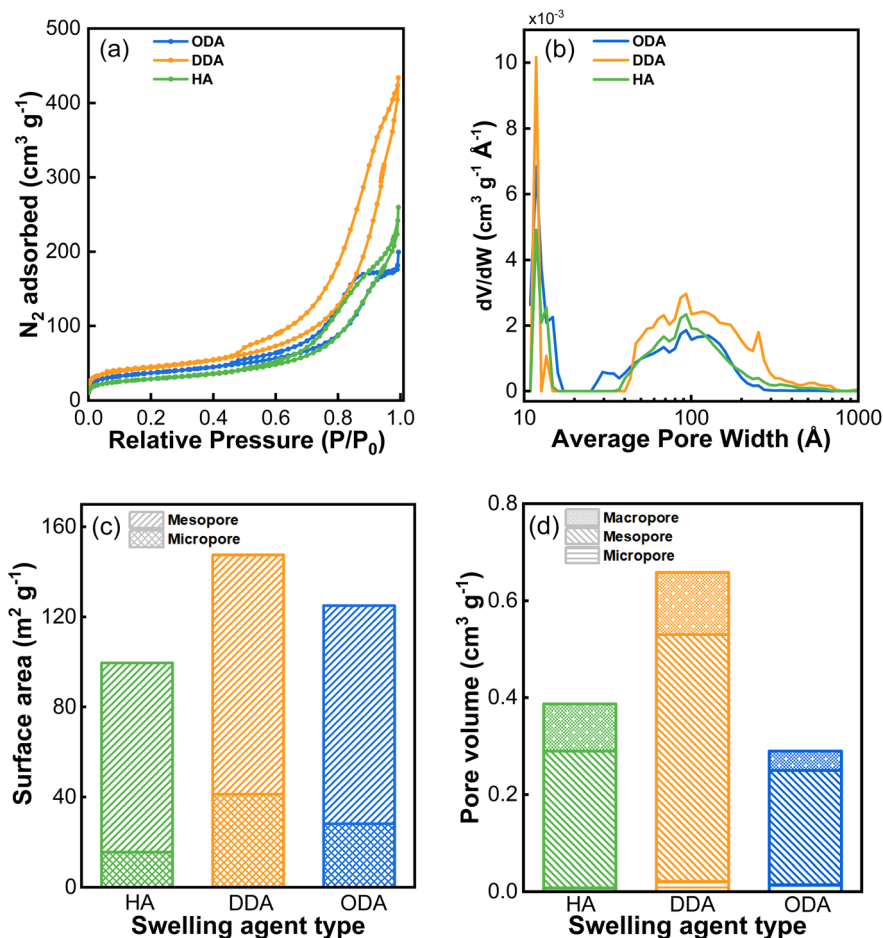 (a)
ODA
DDA
HA
500
400
300
200
100
0
0.0 0.2 0.4 0.6 0.8 1.0
N₂ adsorbed (cm³ g⁻¹)
Relative Pressure (P/P₀)
×10⁻³
(b)
ODA
DDA
HA
10
8
6
4
2
0
10 100 1000
dV/dW (cm³ g⁻¹ Å⁻¹)
Average Pore Width (Å)
(c)
Mesopore
Micropore
160
120
80
40
0
HA DDA ODA
Surface area (m² g⁻¹)
Swelling agent type
(d)
Macropore
Mesopore
Micropore
0.8
0.6
0.4
0.2
0.0
HA DDA ODA
Pore volume (cm³ g⁻¹)
Swelling agent type